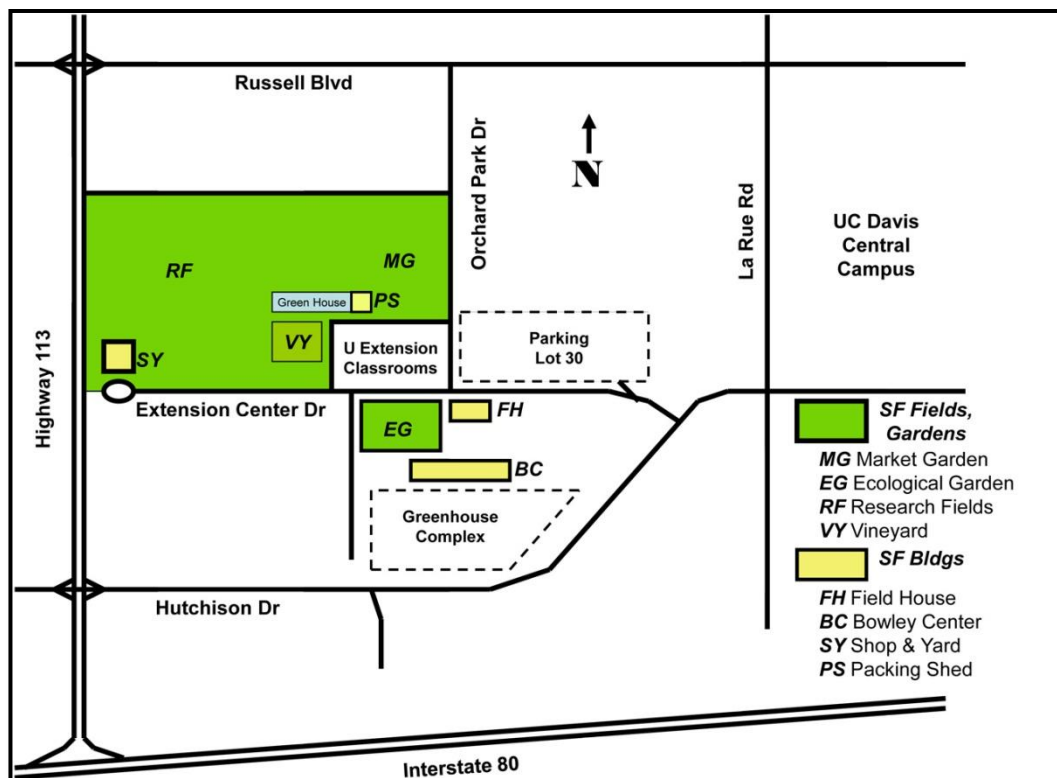 Russell Blvd
Orchard Park Dr
N
La Rue Rd
UC Davis
Central
Campus
RF
MG
Green House
PS
VY
U Extension
Classrooms
Parking
Lot 30
SY
Highway 113
Extension Center Dr
EG
FH
BC
Greenhouse
Complex
Hutchison Dr
Interstate 80
SF Fields,
Gardens
MG Market Garden
EG Ecological Garden
RF Research Fields
VY Vineyard
SF Bldgs
FH Field House
BC Bowley Center
SY Shop & Yard
PS Packing Shed